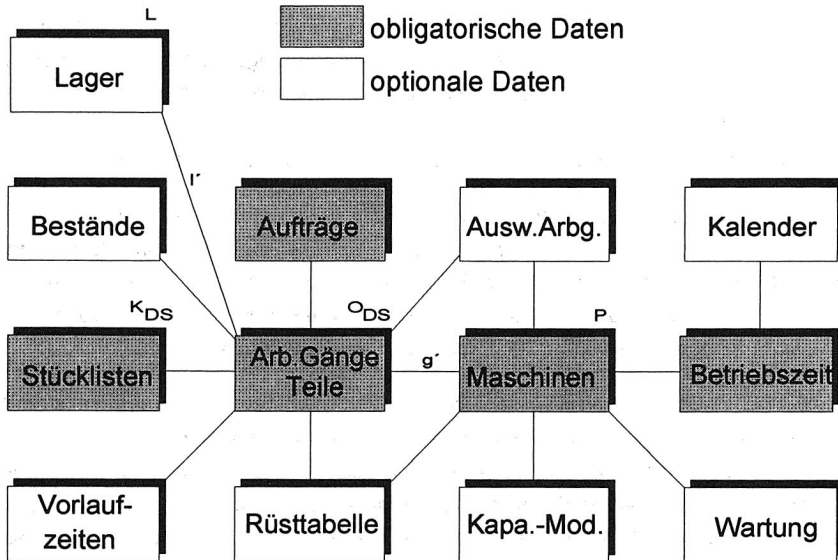 L
obligatorische Daten
Lager
optionale Daten
l´
Bestände
Aufträge
Ausw.Arbg.
Kalender
K_DS
O_DS
P
Stücklisten
Arb.Gänge
Teile
g´
Maschinen
Betriebszeit
Vorlauf-
zeiten
Rüsttabelle
Kapa.-Mod.
Wartung